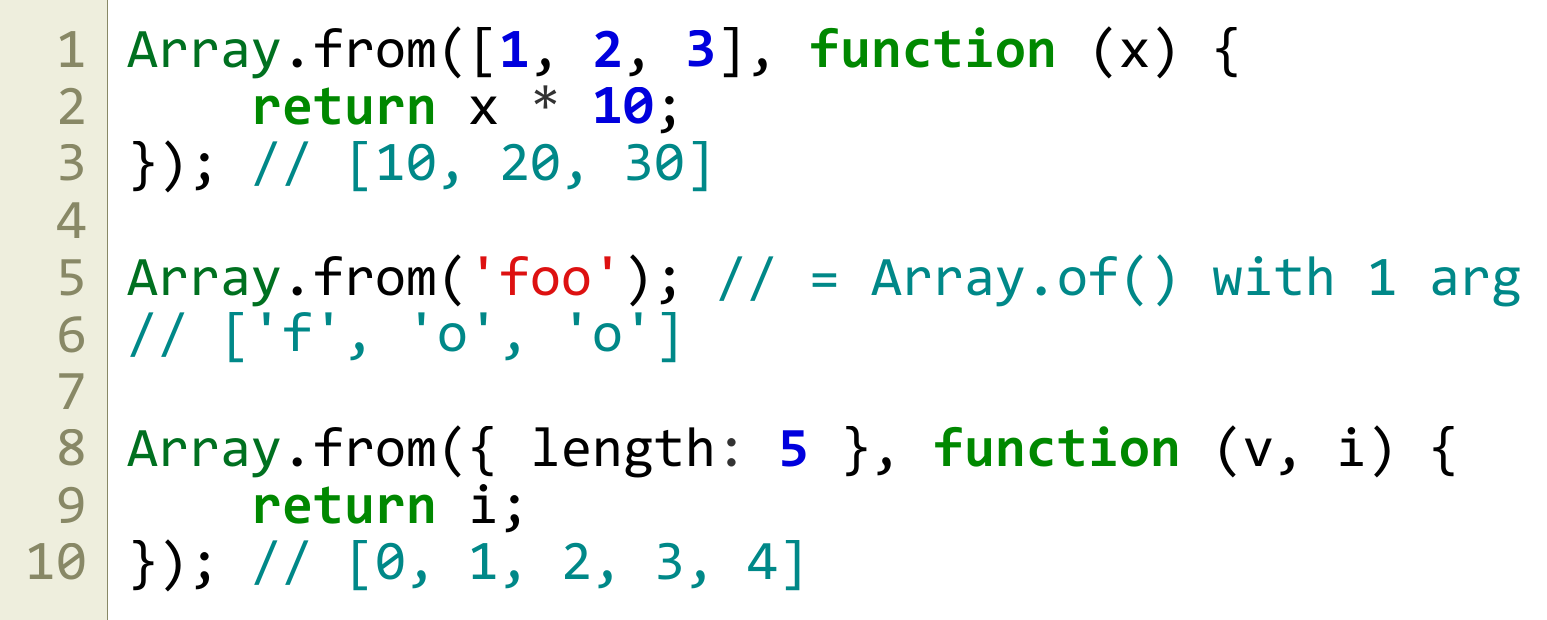 1 Array.from([1, 2, 3], function (x) {
2     return x * 10;
3 }); // [10, 20, 30]
4
5 Array.from('foo'); // = Array.of() with 1 arg
6 // ['f', 'o', 'o']
7
8 Array.from({ length: 5 }, function (v, i) {
9     return i;
10 }); // [0, 1, 2, 3, 4]